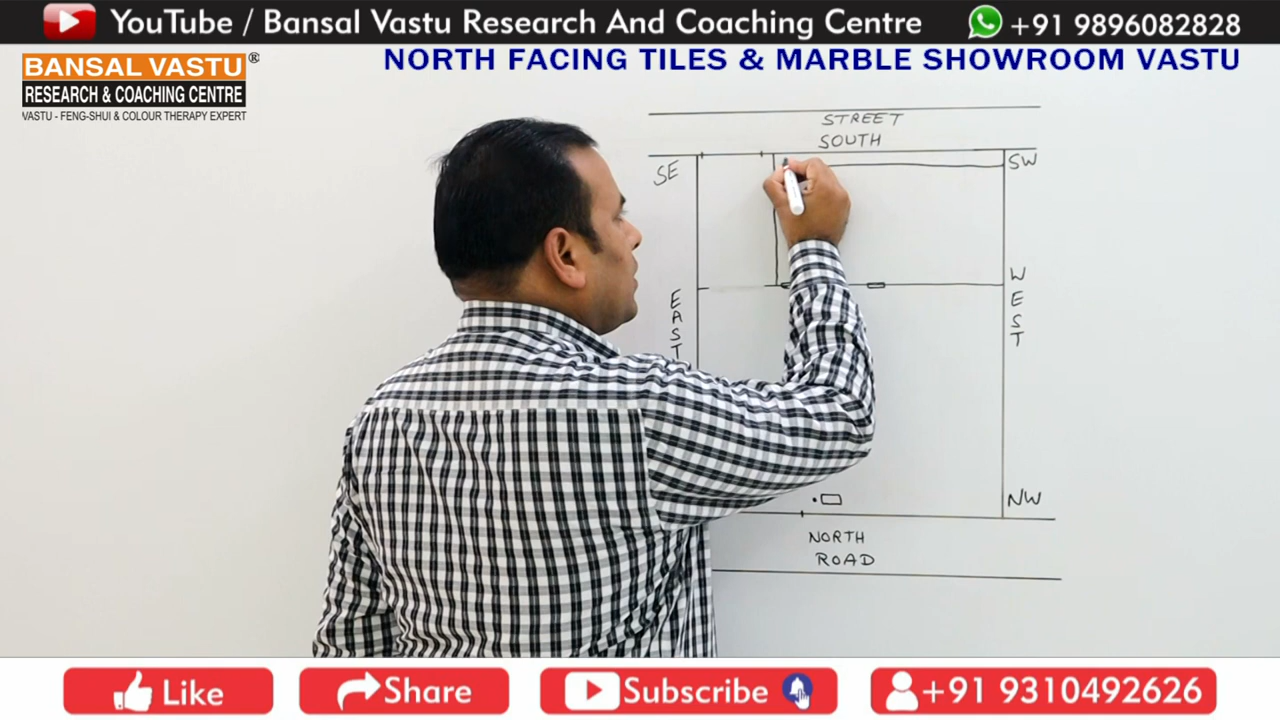 YouTube / Bansal Vastu Research And Coaching Centre
+91 9896082828
BANSAL VASTU ®
RESEARCH & COACHING CENTRE
VASTU - FENG-SHUI & COLOUR THERAPY EXPERT
NORTH FACING TILES & MARBLE SHOWROOM VASTU
STREET
SOUTH
SE
SW
EAST
WEST
NW
NORTH
ROAD
Like
Share
Subscribe
+91 9310492626